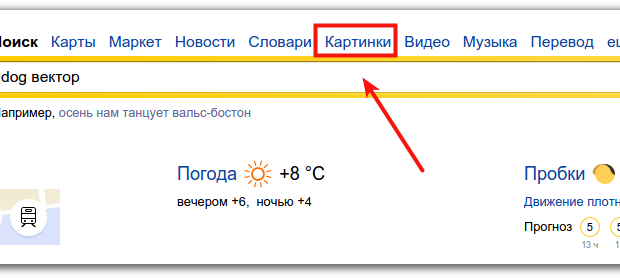 Поиск Карты Маркет Новости Словари Картинки Видео Музыка Перевод ещ
dog вектор
Например, осень нам танцует вальс-бостон
Погода +8 °C
вечером +6, ночью +4
Пробки
Движение плотн
Прогноз 5 5
13 ч 1